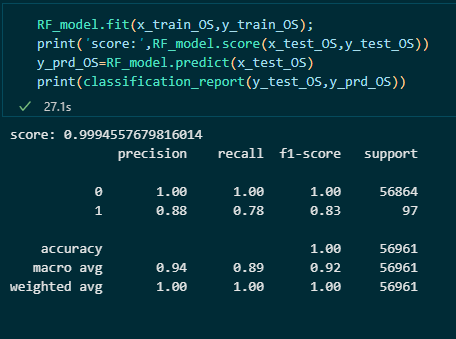 RF_model.fit(x_train_OS,y_train_OS);
print('score:',RF_model.score(x_test_OS,y_test_OS))
y_prd_OS=RF_model.predict(x_test_OS)
print(classification_report(y_test_OS,y_prd_OS))
27.1s
score: 0.9994557679816014
precision recall f1-score support
0 1.00 1.00 1.00 56864
1 0.88 0.78 0.83 97
accuracy 1.00 56961
macro avg 0.94 0.89 0.92 56961
weighted avg 1.00 1.00 1.00 56961